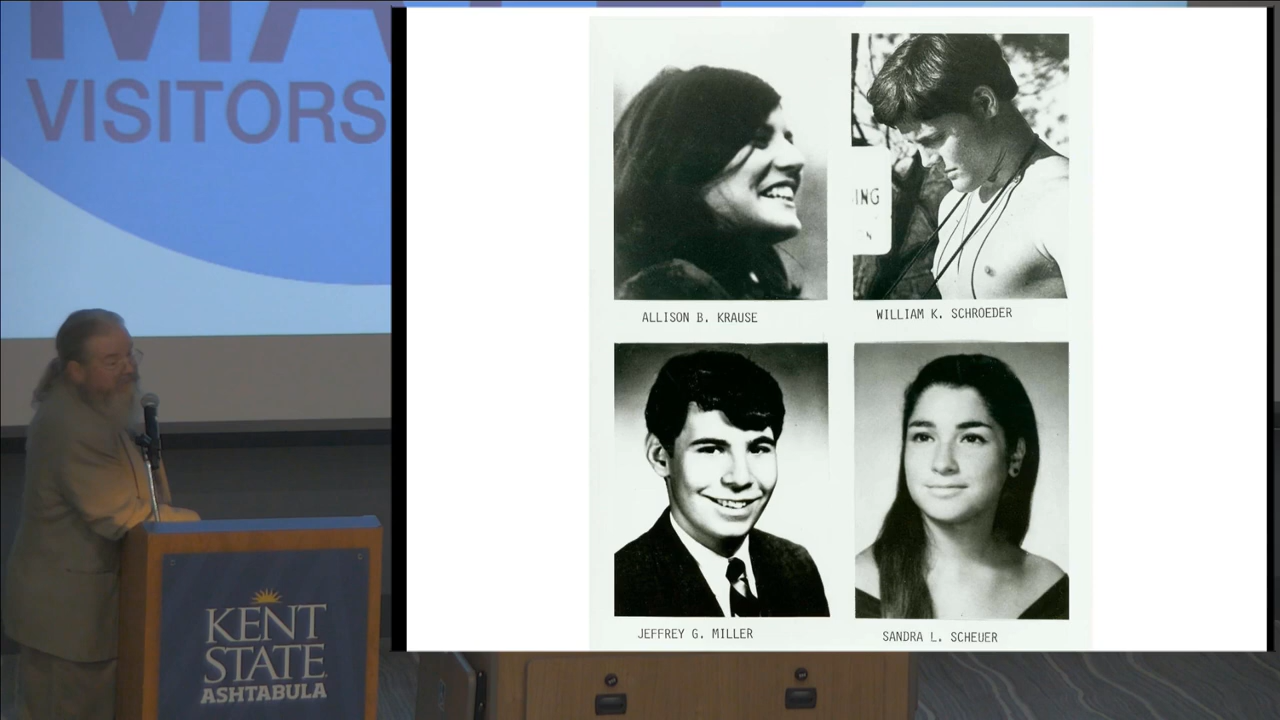 VISITORS
ING
ALLISON B. KRAUSE
WILLIAM K. SCHROEDER
JEFFREY G. MILLER
SANDRA L. SCHEUER
KENT
STATE
ASHTABULA